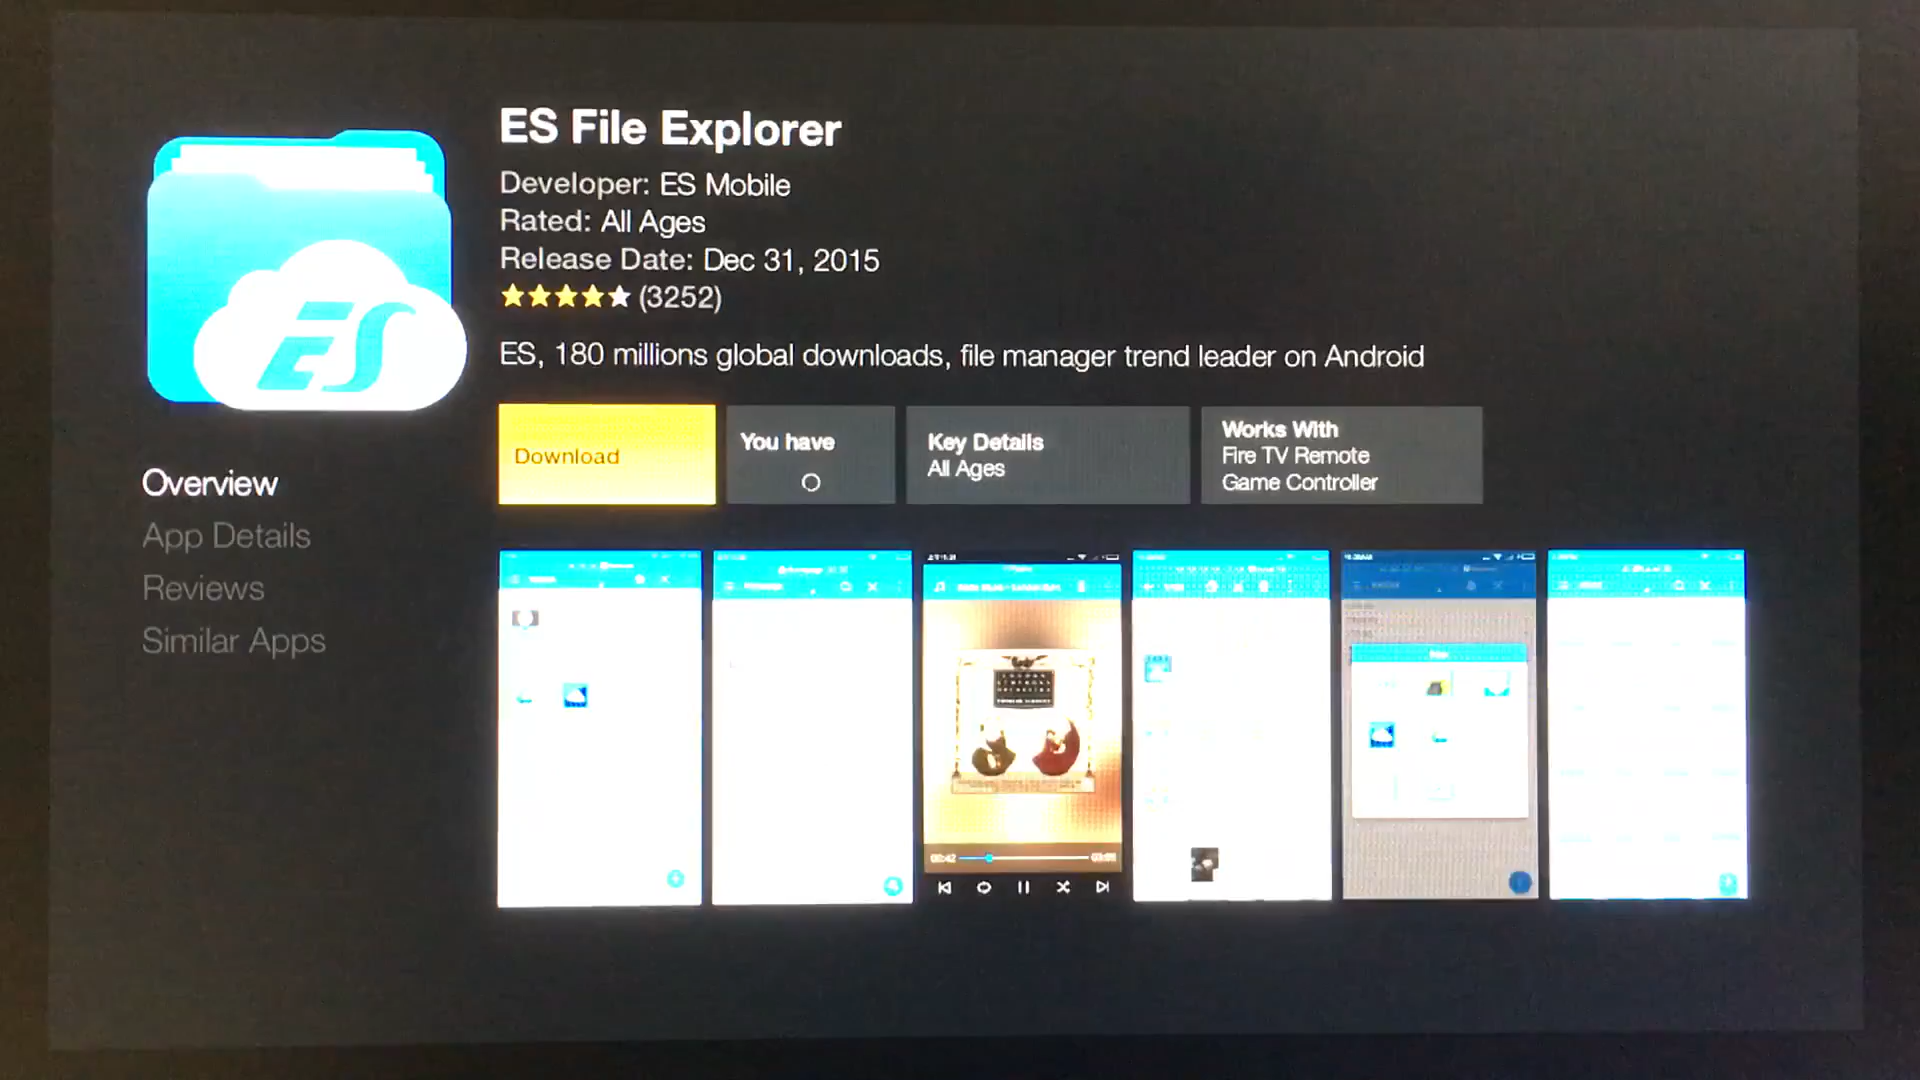 ES File Explorer
Developer: ES Mobile
Rated: All Ages
Release Date: Dec 31, 2015
(3252)
ES, 180 millions global downloads, file manager trend leader on Android
ES
Download
You have
Key Details
All Ages
Works With
Fire TV Remote
Game Controller
Overview
App Details
Reviews
Similar Apps
00:42